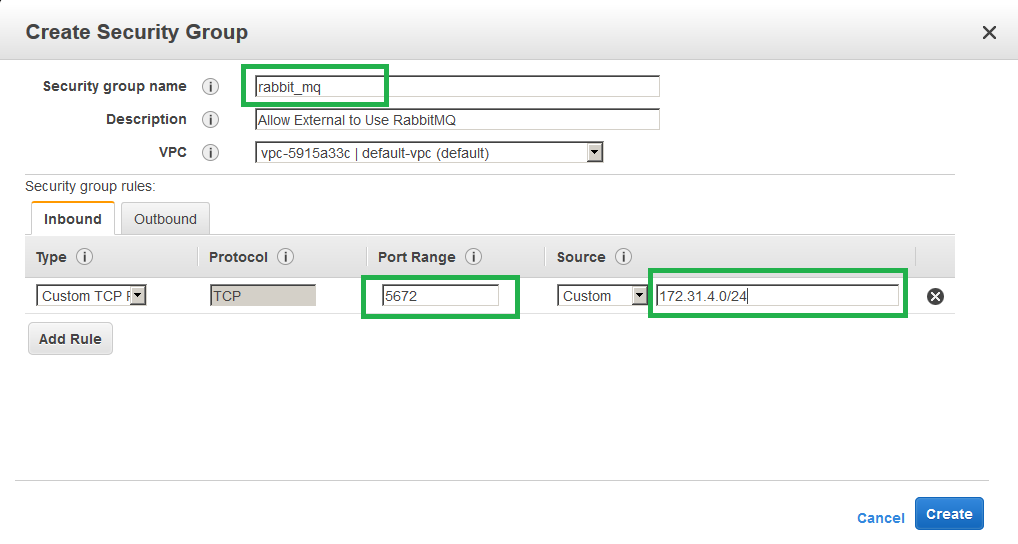 Create Security Group
Security group name i rabbit_mq
Description i Allow External to Use RabbitMQ
VPC i vpc-5915a33c | default-vpc (default)
Security group rules:
Inbound Outbound
Type i Protocol i Port Range i Source i
Custom TCP TCP 5672 Custom 172.31.4.0/24
Add Rule
Cancel Create